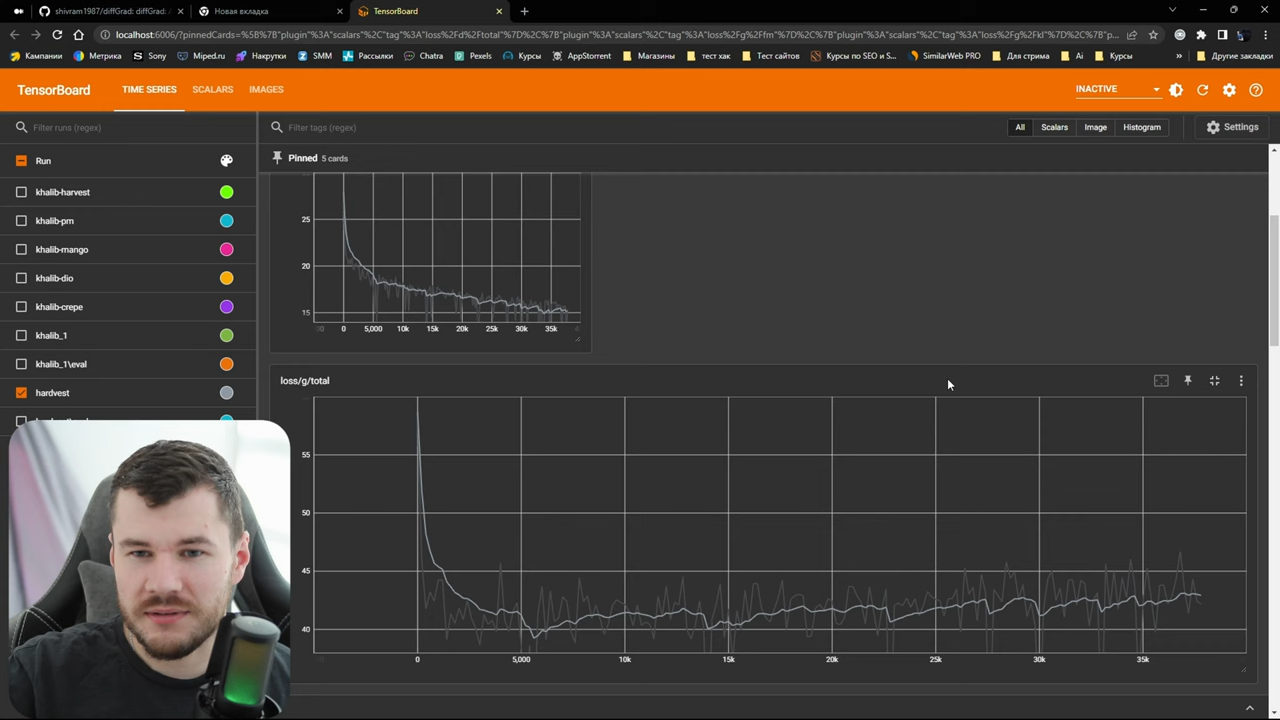 shivram1987/diffGrad: diffGrad:
Новая вкладка
TensorBoard
localhost:6006/?pinnedCards=%5B%7B"plugin"%3A"scalars"%2C"tag"%3A"loss%2Fd%2Ftotal"%7D%2C%7B"plugin"%3A"scalars"%2C"tag"%3A"loss%2Fg%2Ffm"%7D%2C%7B"plugin"%3A"scalars"%2C"tag"%3A"loss%2Fg%2Fkl"%7D%2C%7B"p...
Кампании
Метрика
Sony
Miped.ru
Накрутки
SMM
Рассылки
Chatra
Pexels
Курсы
AppStorrent
Магазины
тест хак
Тест сайтов
Курсы по SEO и S...
SimilarWeb PRO
Для стрима
Ai
Курсы
»
Другие закладки
TensorBoard
TIME SERIES
SCALARS
IMAGES
INACTIVE
Filter runs (regex)
Filter tags (regex)
All
Scalars
Image
Histogram
Settings
Run
Pinned 5 cards
khalib-harvest
khalib-pm
khalib-mango
khalib-dio
khalib-crepe
khalib_1
khalib_1\eval
hardvest
25
20
15
0
5,000
10k
15k
20k
25k
30k
35k
loss/g/total
55
50
45
40
0
5,000
10k
15k
20k
25k
30k
35k